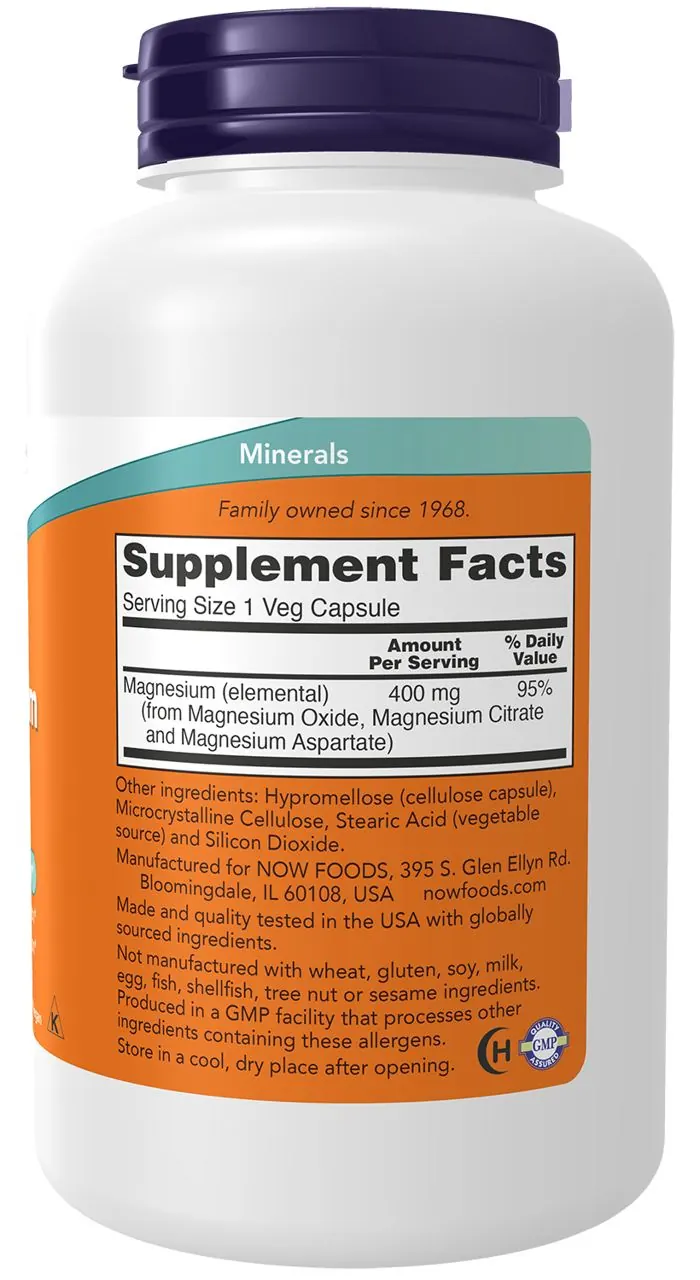 Minerals
Family owned since 1968.
Supplement Facts
Serving Size 1 Veg Capsule
Amount Per Serving % Daily Value
Magnesium (elemental) 400 mg 95%
(from Magnesium Oxide, Magnesium Citrate
and Magnesium Aspartate)
Other ingredients: Hypromellose (cellulose capsule),
Microcrystalline Cellulose, Stearic Acid (vegetable
source) and Silicon Dioxide.
Manufactured for NOW FOODS, 395 S. Glen Ellyn Rd.
Bloomingdale, IL 60108, USA nowfoods.com
Made and quality tested in the USA with globally
sourced ingredients.
Not manufactured with wheat, gluten, soy, milk,
egg, fish, shellfish, tree nut or sesame ingredients.
Produced in a GMP facility that processes other
ingredients containing these allergens.
Store in a cool, dry place after opening.
H
QUALITY
GMP
ASSURED
K